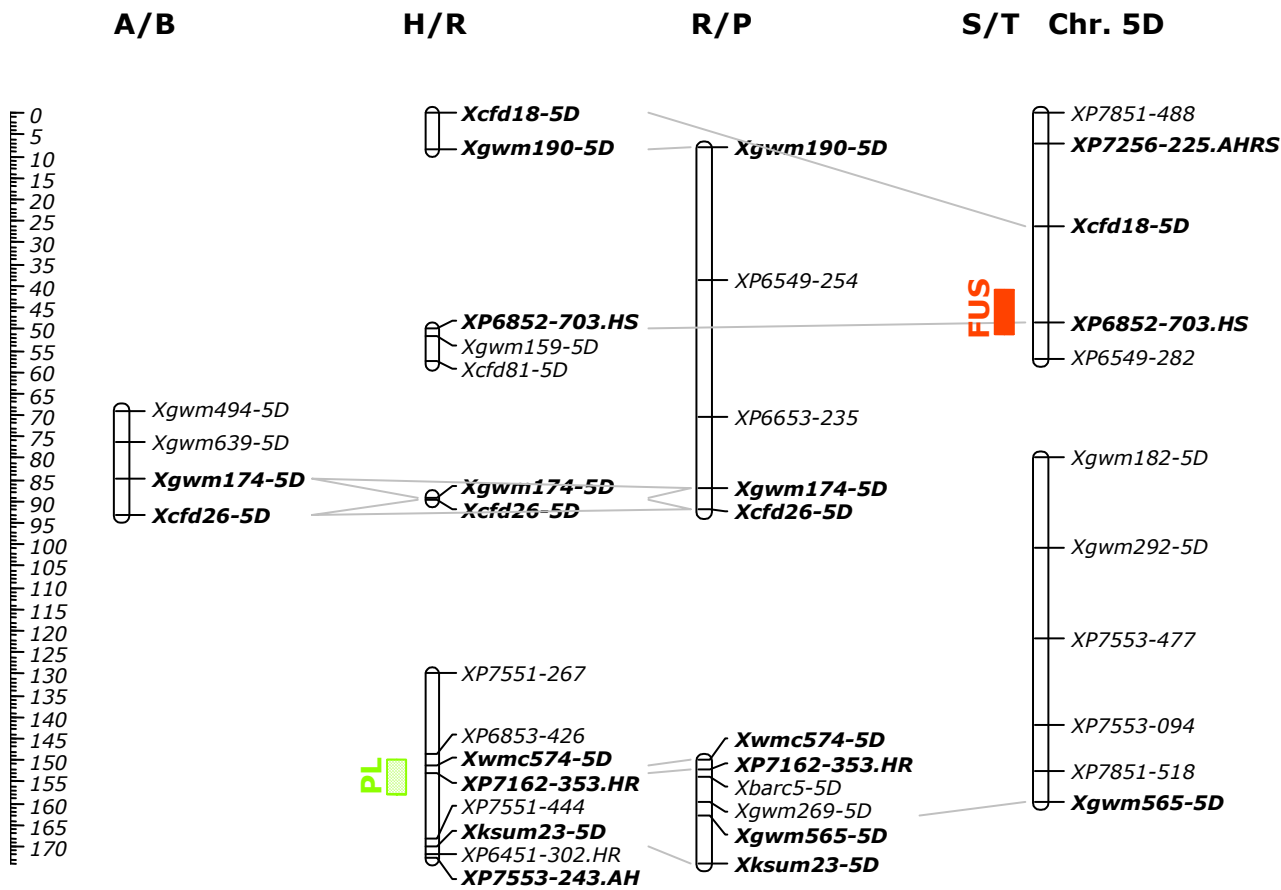 A/B H/R R/P S/T Chr. 5D
0
5
10
15
20
25
30
35
40
45
50
55
60
65
70
75
80
85
90
95
100
105
110
115
120
125
130
135
140
145
150
155
160
165
170
Xgwm494-5D
Xgwm639-5D
Xgwm174-5D
Xcfd26-5D
Xcfd18-5D
Xgwm190-5D
XP6852-703.HS
Xgwm159-5D
Xcfd81-5D
Xgwm174-5D
Xcfd26-5D
XP7551-267
XP6853-426
Xwmc574-5D
XP7162-353.HR
XP7551-444
Xksum23-5D
XP6451-302.HR
XP7553-243.AH
PL
Xgwm190-5D
XP6549-254
XP6653-235
Xgwm174-5D
Xcfd26-5D
Xwmc574-5D
XP7162-353.HR
Xbarc5-5D
Xgwm269-5D
Xgwm565-5D
Xksum23-5D
FUS
XP7851-488
XP7256-225.AHRS
Xcfd18-5D
XP6852-703.HS
XP6549-282
Xgwm182-5D
Xgwm292-5D
XP7553-477
XP7553-094
XP7851-518
Xgwm565-5D